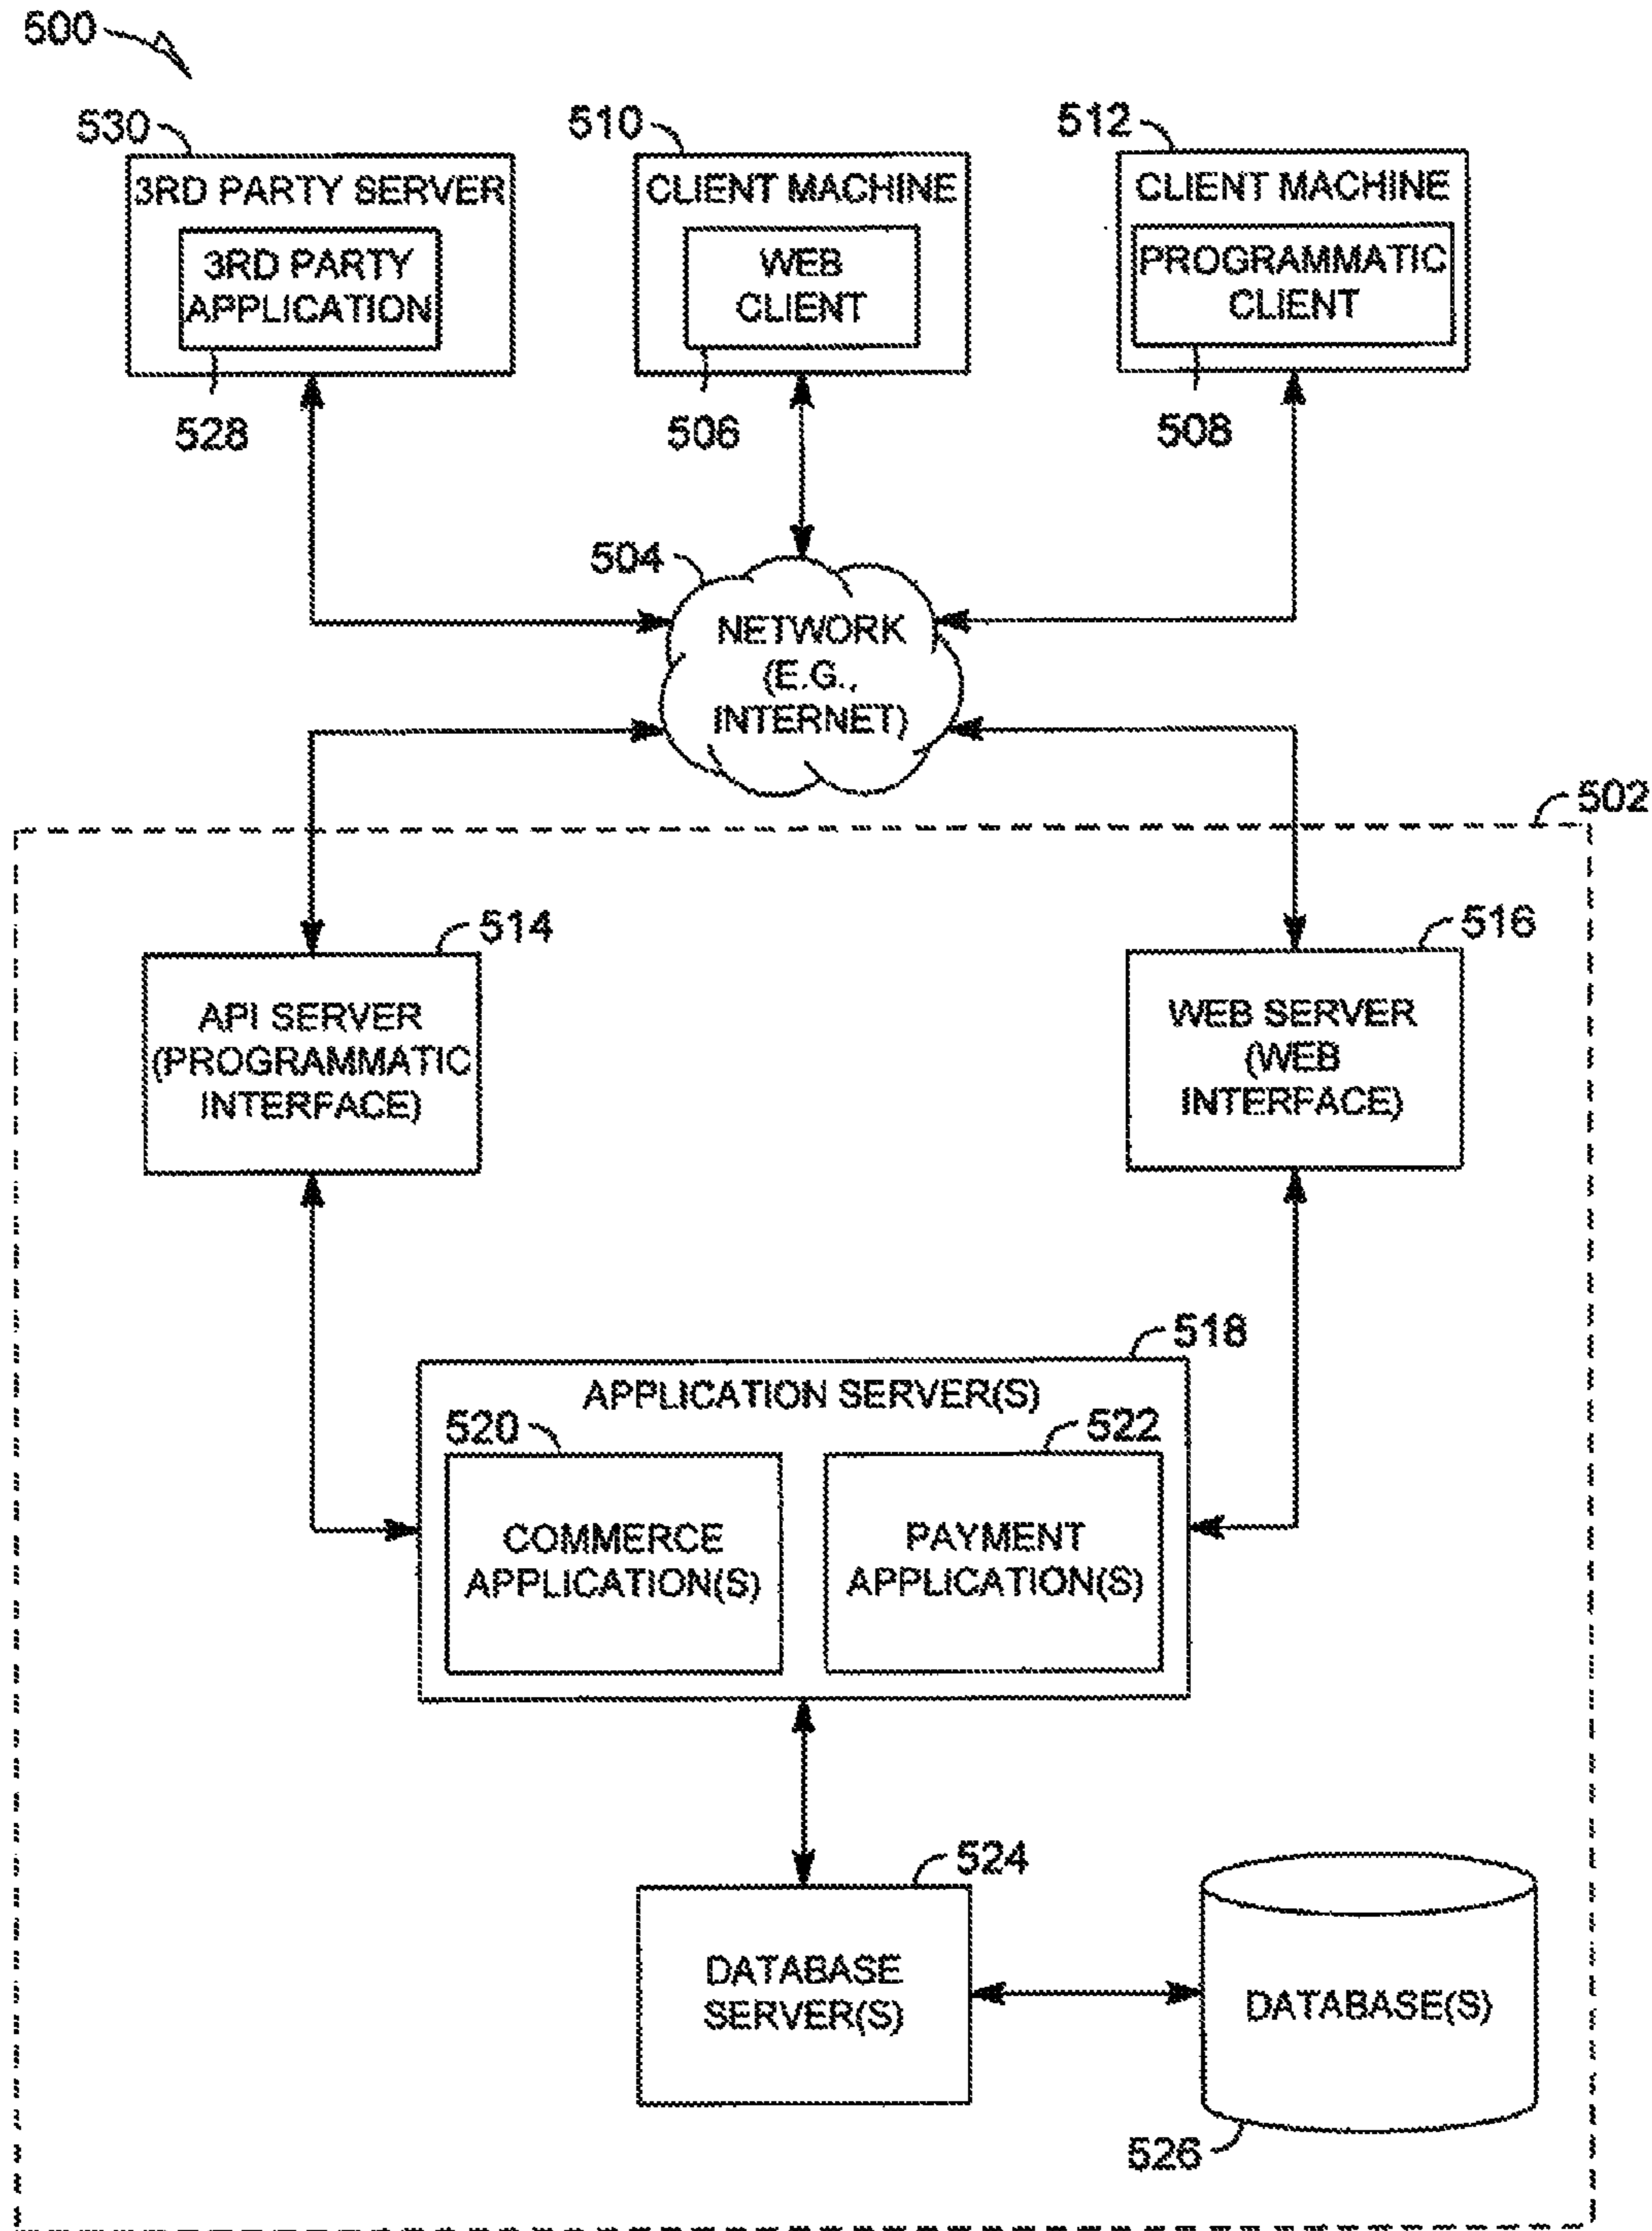 500
530
510
512
3RD PARTY SERVER
3RD PARTY
APPLICATION
CLIENT MACHINE
WEB
CLIENT
CLIENT MACHINE
PROGRAMMATIC
CLIENT
528
506
508
504
NETWORK
(E.G.,
INTERNET)
502
514
516
API SERVER
(PROGRAMMATIC
INTERFACE)
WEB SERVER
(WEB
INTERFACE)
518
APPLICATION SERVER(S)
520
522
COMMERCE
APPLICATION(S)
PAYMENT
APPLICATION(S)
524
DATABASE
SERVER(S)
DATABASE(S)
526